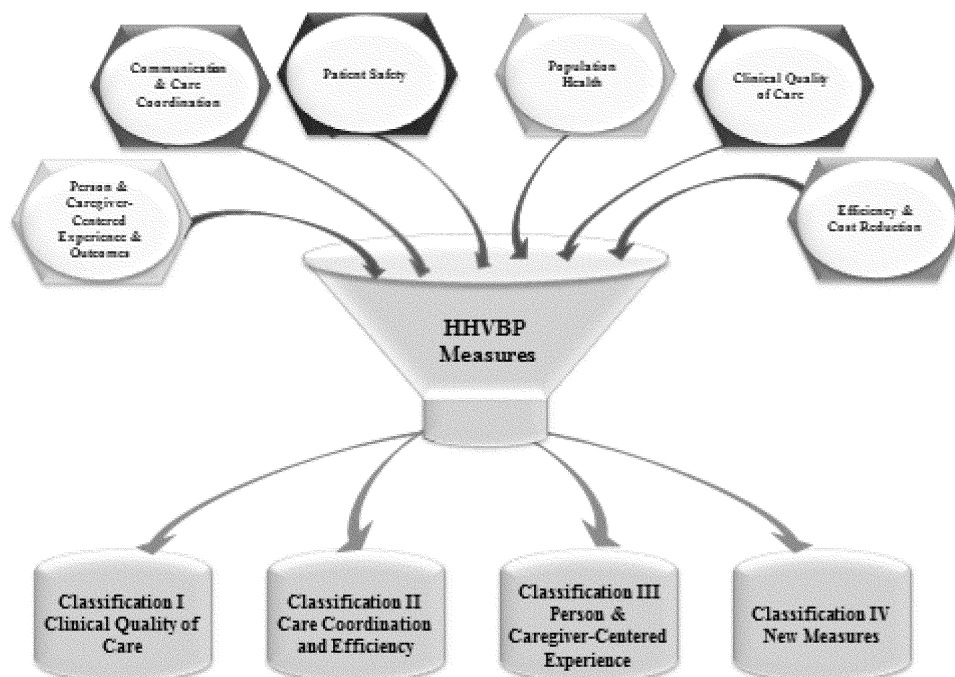 Communication
& Care
Coordination
Patient Safety
Population
Health
Clinical Quality
of Care
Person &
Caregiver-
Centered
Experience &
Outcomes
Efficiency &
Cost Reduction
HHVBP
Measures
Classification I
Clinical Quality of
Care
Classification II
Care Coordination
and Efficiency
Classification III
Person &
Caregiver-Centered
Experience
Classification IV
New Measures